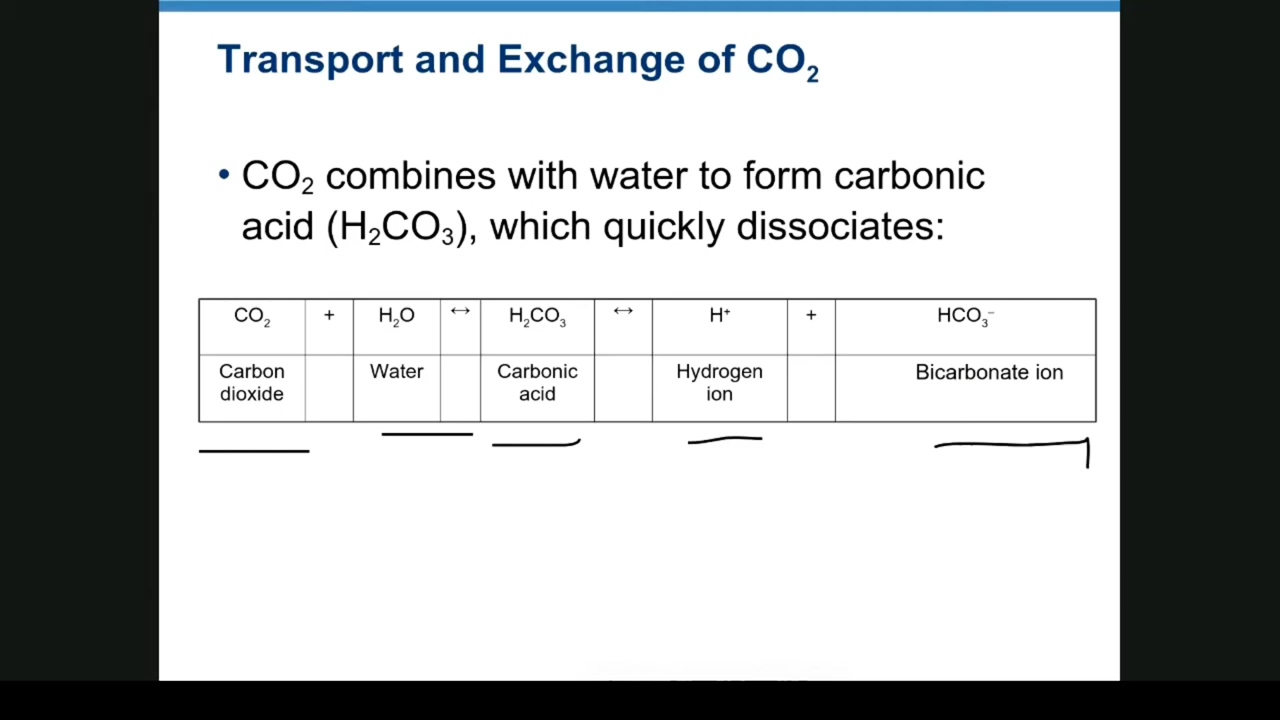 Transport and Exchange of CO₂
• CO₂ combines with water to form carbonic
acid (H₂CO₃), which quickly dissociates:
CO₂ + H₂O ↔ H₂CO₃ ↔ H⁺ + HCO₃⁻
Carbon dioxide Water Carbonic acid Hydrogen ion Bicarbonate ion